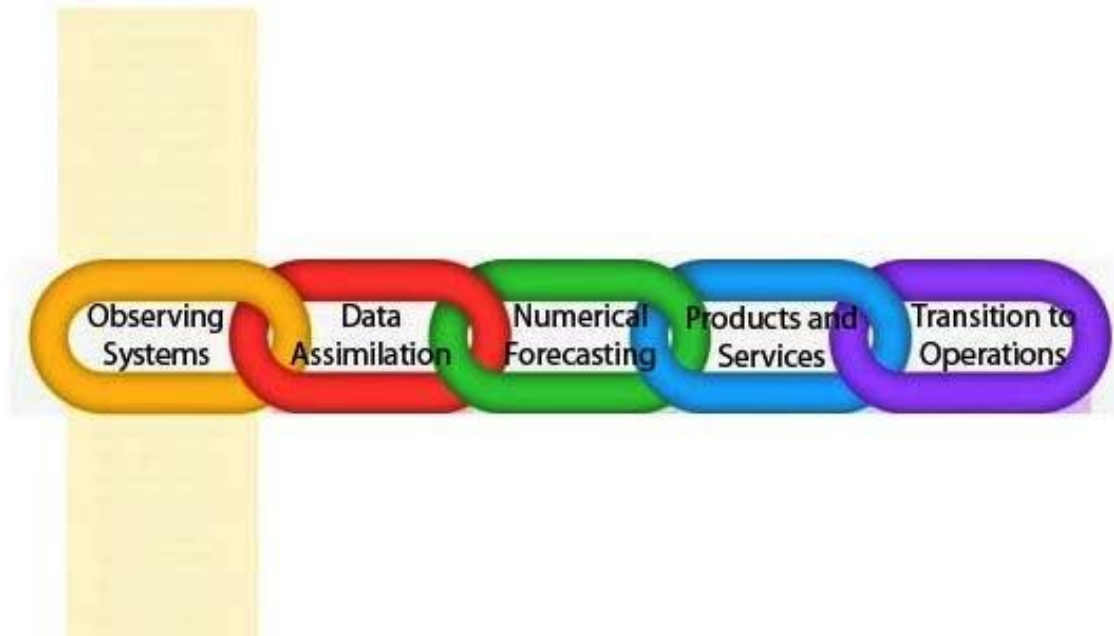 Observing
Systems
Data
Assimilation
Numerical
Forecasting
Products and
Services
Transition to
Operations